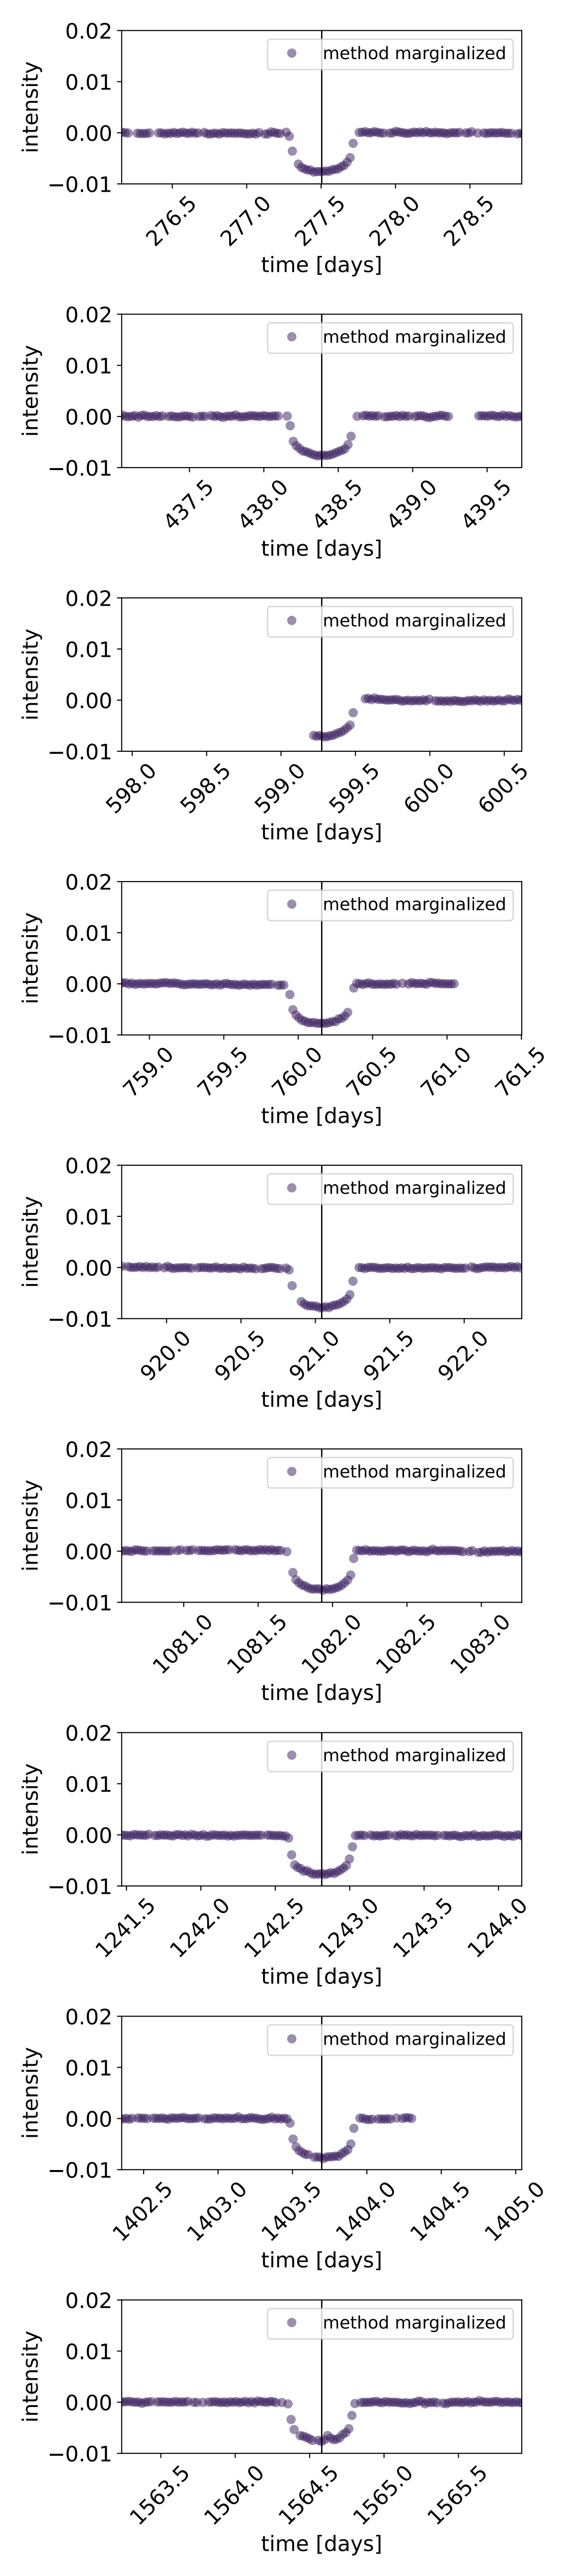 0.02
0.01
0.00
−0.01
intensity
method marginalized
276.5 277.0 277.5 278.0 278.5
time [days]
0.02
0.01
0.00
−0.01
intensity
method marginalized
437.5 438.0 438.5 439.0 439.5
time [days]
0.02
0.01
0.00
−0.01
intensity
method marginalized
598.0 598.5 599.0 599.5 600.0 600.5
time [days]
0.02
0.01
0.00
−0.01
intensity
method marginalized
759.0 759.5 760.0 760.5 761.0 761.5
time [days]
0.02
0.01
0.00
−0.01
intensity
method marginalized
920.0 920.5 921.0 921.5 922.0
time [days]
0.02
0.01
0.00
−0.01
intensity
method marginalized
1081.0 1081.5 1082.0 1082.5 1083.0
time [days]
0.02
0.01
0.00
−0.01
intensity
method marginalized
1241.5 1242.0 1242.5 1243.0 1243.5 1244.0
time [days]
0.02
0.01
0.00
−0.01
intensity
method marginalized
1402.5 1403.0 1403.5 1404.0 1404.5 1405.0
time [days]
0.02
0.01
0.00
−0.01
intensity
method marginalized
1563.5 1564.0 1564.5 1565.0 1565.5
time [days]